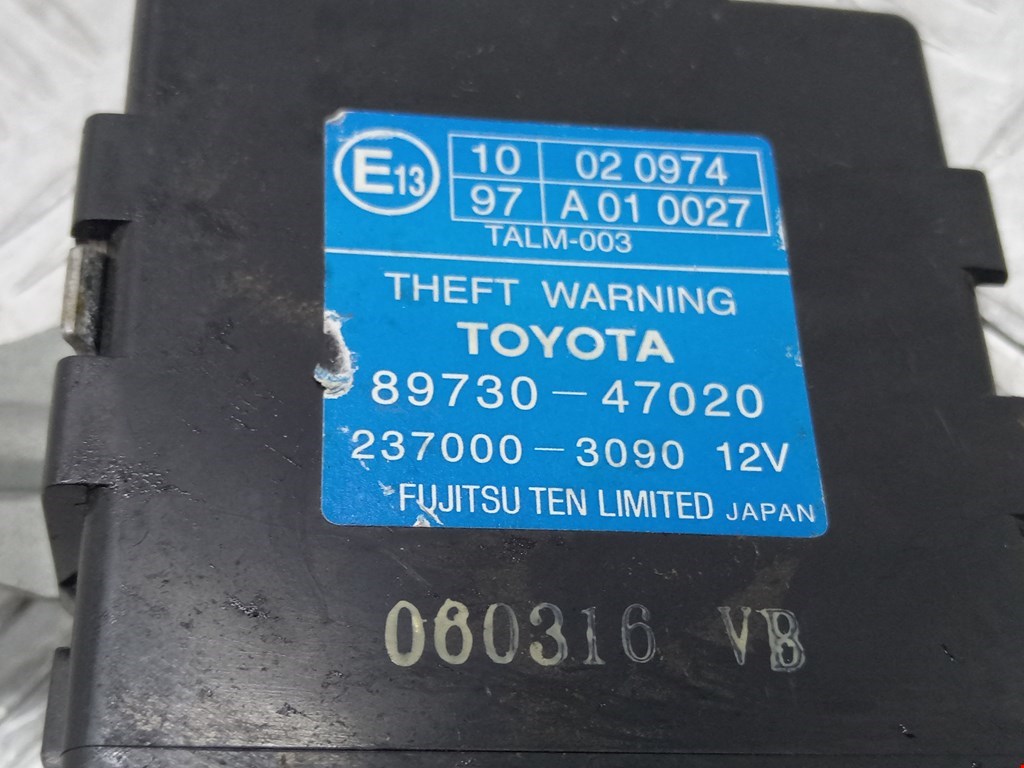 E13
10 02 0974
97 A 01 0027
TALM-003
THEFT WARNING
TOYOTA
89730-47020
237000-3090 12V
FUJITSU TEN LIMITED JAPAN
060316 VB